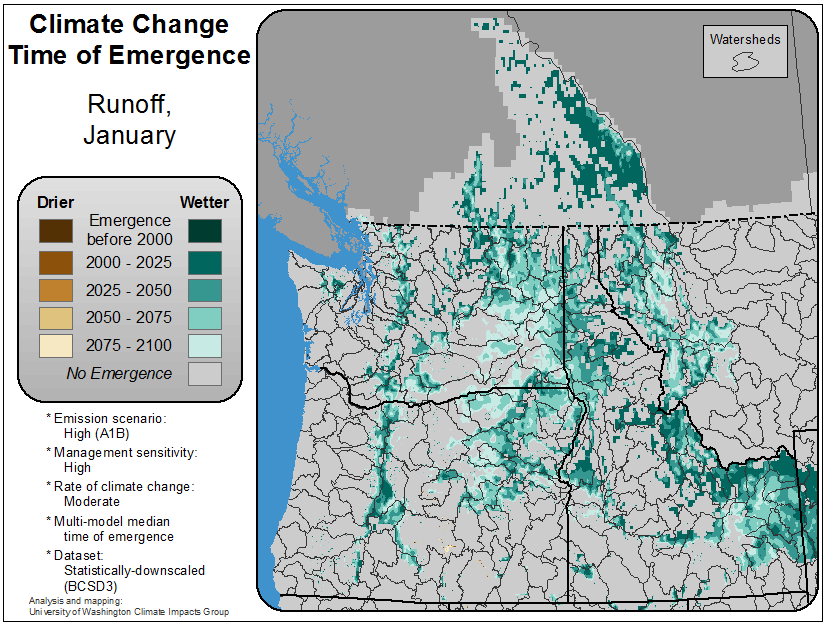 Climate Change
Time of Emergence
Runoff,
January
Drier Wetter
Emergence
before 2000
2000 - 2025
2025 - 2050
2050 - 2075
2075 - 2100
No Emergence
* Emission scenario:
High (A1B)
* Management sensitivity:
High
* Rate of climate change:
Moderate
* Multi-model median
time of emergence
* Dataset:
Statistically-downscaled
(BCSD3)
Analysis and mapping:
University of Washington Climate Impacts Group
Watersheds